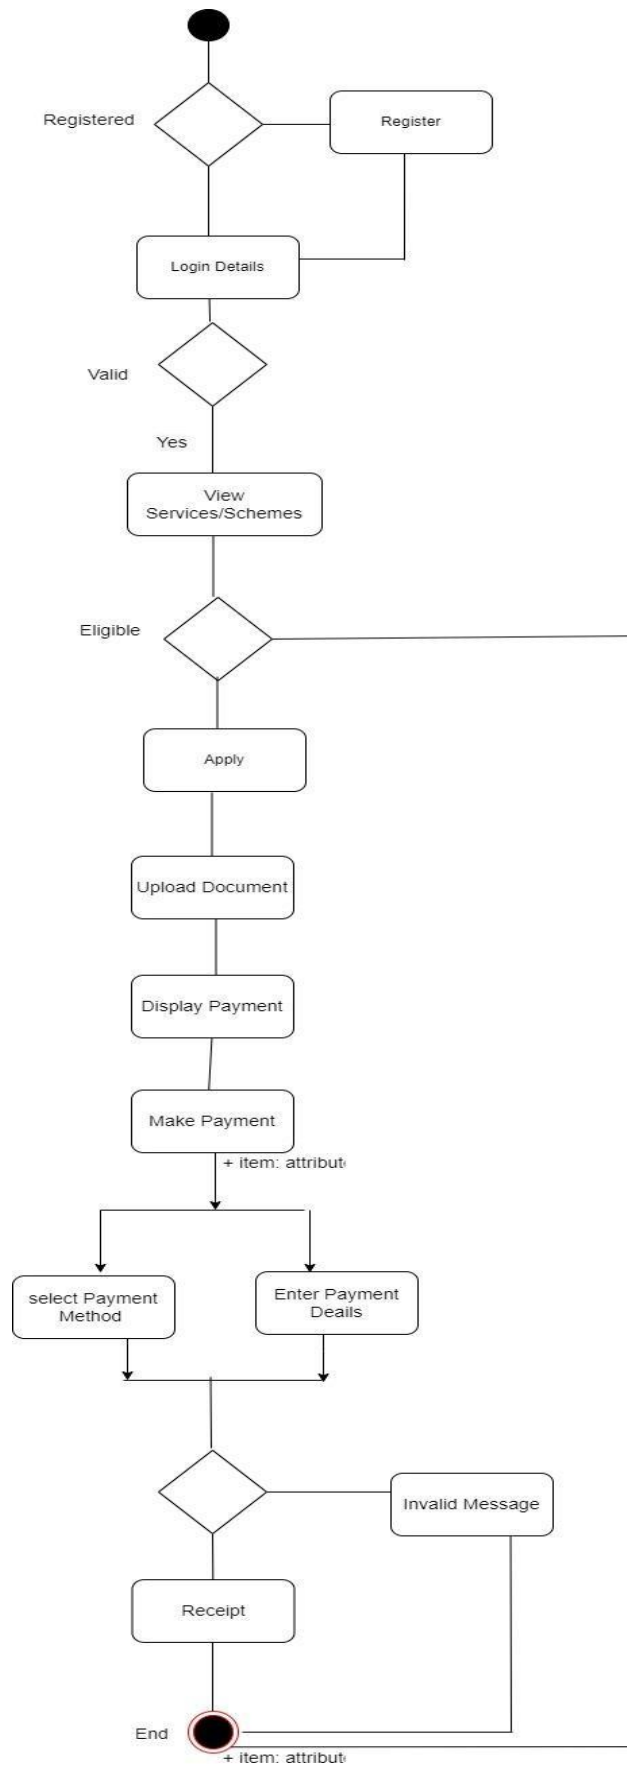 Registered
Register
Login Details
Valid
Yes
View
Services/Schemes
Eligible
Apply
Upload Document
Display Payment
Make Payment
+ item: attribut
select Payment
Method
Enter Payment
Deails
Invalid Message
Receipt
End
+ item: attribut